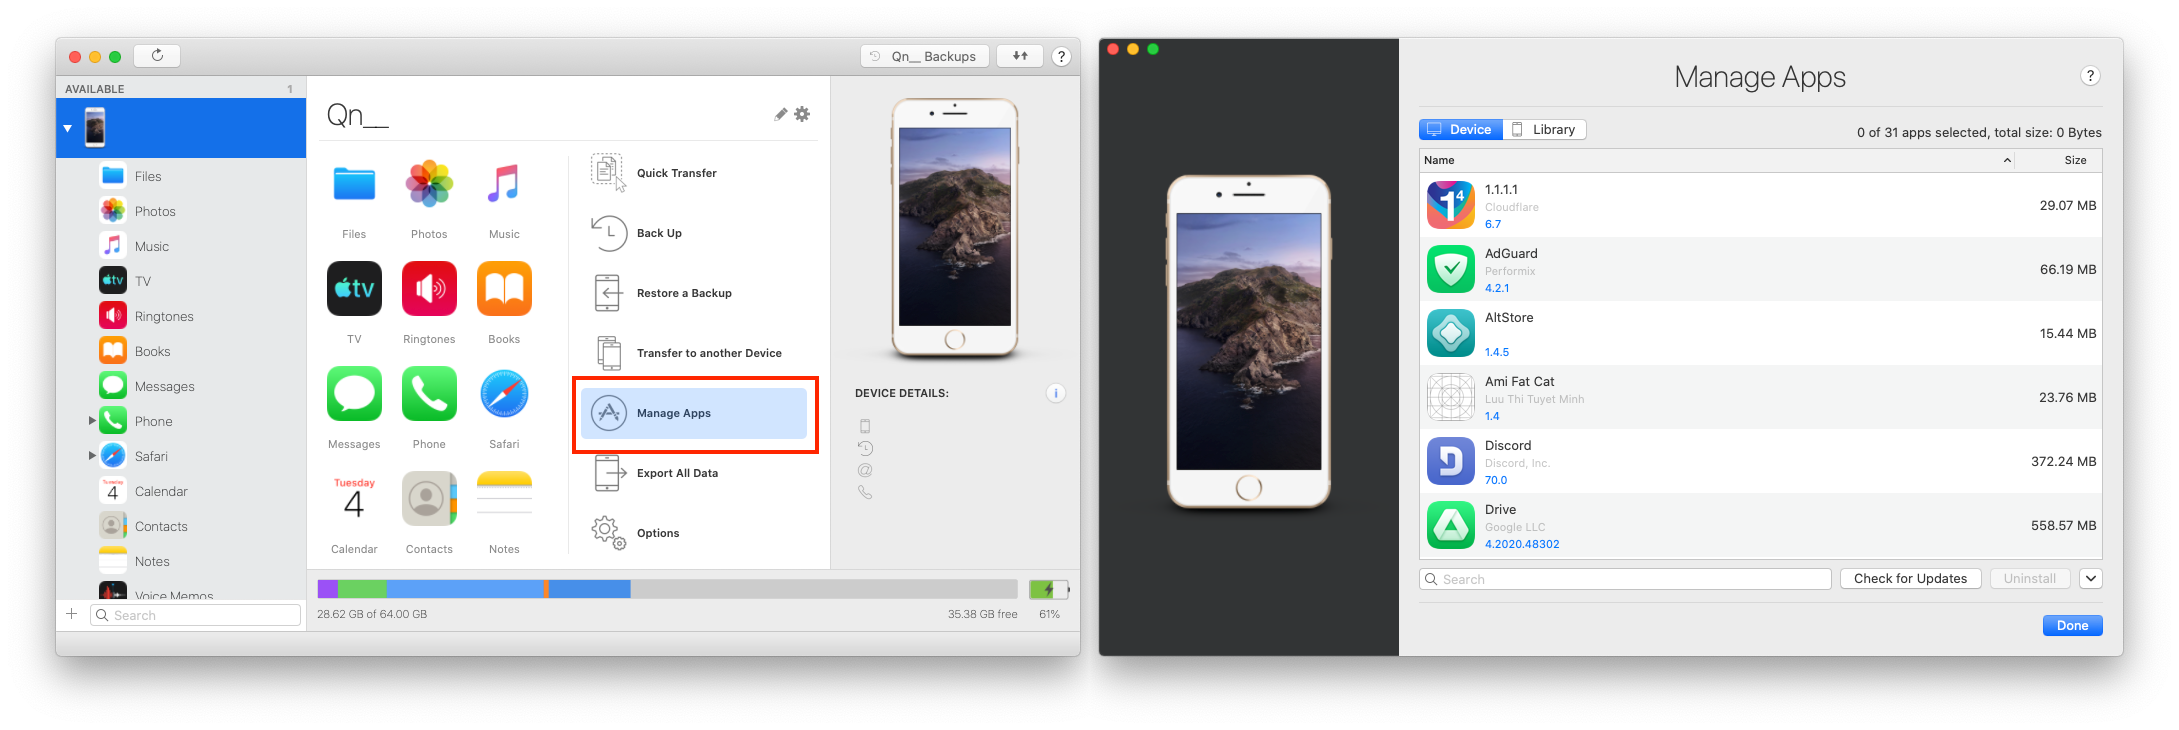 Qn__ Backups
?
AVAILABLE 1
Files
Photos
Music
tv TV
Ringtones
Books
Messages
Phone
Safari
Tuesday 4 Calendar
Contacts
Notes
Voice Memos
Search
Qn__
Files Photos Music
tv
TV Ringtones Books
Messages Phone Safari
Tuesday
4
Calendar Contacts Notes
Quick Transfer
Back Up
Restore a Backup
Transfer to another Device
Manage Apps
Export All Data
Options
DEVICE DETAILS:
i
@
28.62 GB of 64.00 GB 35.38 GB free 61%
Manage Apps
?
Device Library
0 of 31 apps selected, total size: 0 Bytes
Name Size
1.1.1.1
Cloudflare
6.7
29.07 MB
1⁴
AdGuard
Performix
4.2.1
66.19 MB
AltStore
1.4.5
15.44 MB
Ami Fat Cat
Luu Thi Tuyet Minh
1.4
23.76 MB
Discord
Discord, Inc.
70.0
372.24 MB
D
Drive
Google LLC
4.2020.48302
558.57 MB
Search
Check for Updates
Uninstall
Done